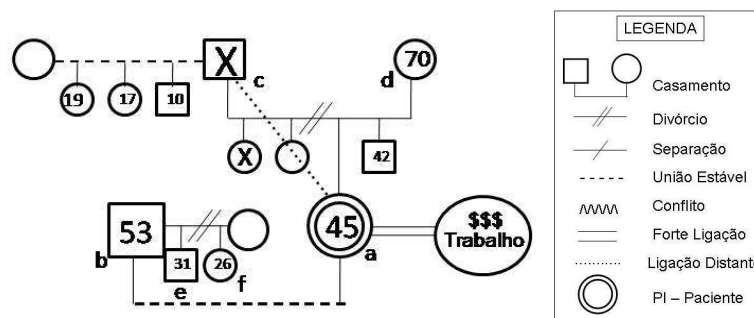 X
70
c
d
19
17
10
X
42
53
45
$$$
Trabalho
b
a
31
26
e
f
LEGENDA
Casamento
Divórcio
Separação
União Estável
Conflito
Forte Ligação
Ligação Distante
PI – Paciente